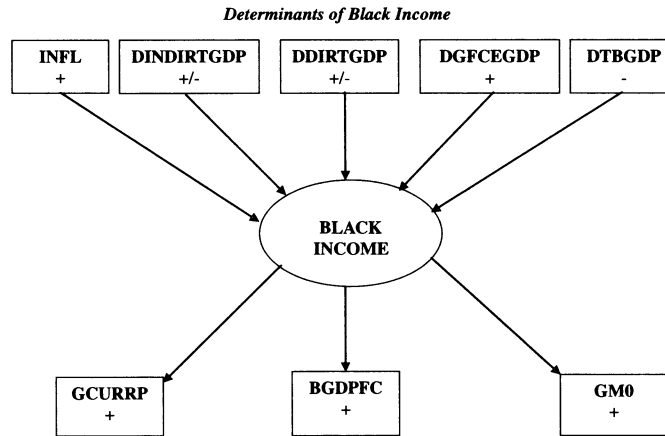 Determinants of Black Income
INFL
+
DINDIRTGDP
+/-
DDIRTGDP
+/-
DGFCEGDP
+
DTBGDP
-
BLACK
INCOME
GCURRP
+
BGDPFC
+
GM0
+